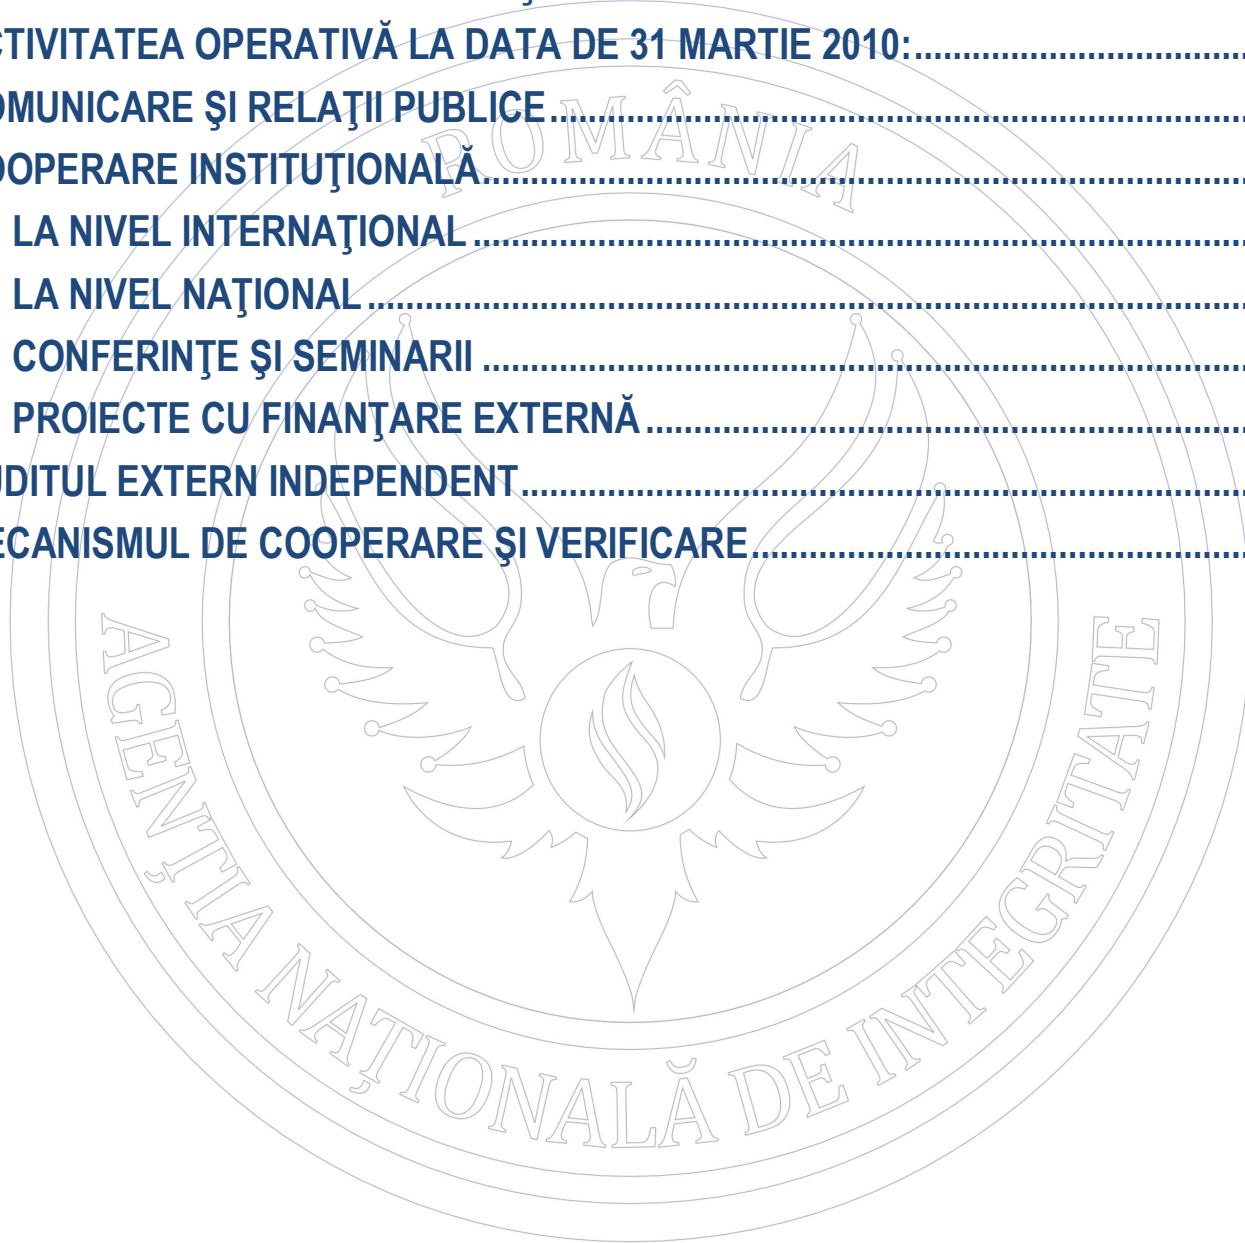 CTIVITATEA OPERATIVĂ LA DATA DE 31 MARTIE 2010:
OMUNICARE ŞI RELAŢII PUBLICE
OOPERARE INSTITUŢIONALĂ
LA NIVEL INTERNAŢIONAL
LA NIVEL NAŢIONAL
CONFERINŢE ŞI SEMINARII
PROIECTE CU FINANŢARE EXTERNĂ
UDITUL EXTERN INDEPENDENT
ECANISMUL DE COOPERARE ŞI VERIFICARE
ROMÂNIA
AGENŢIA NAŢIONALĂ DE INTEGRITATE